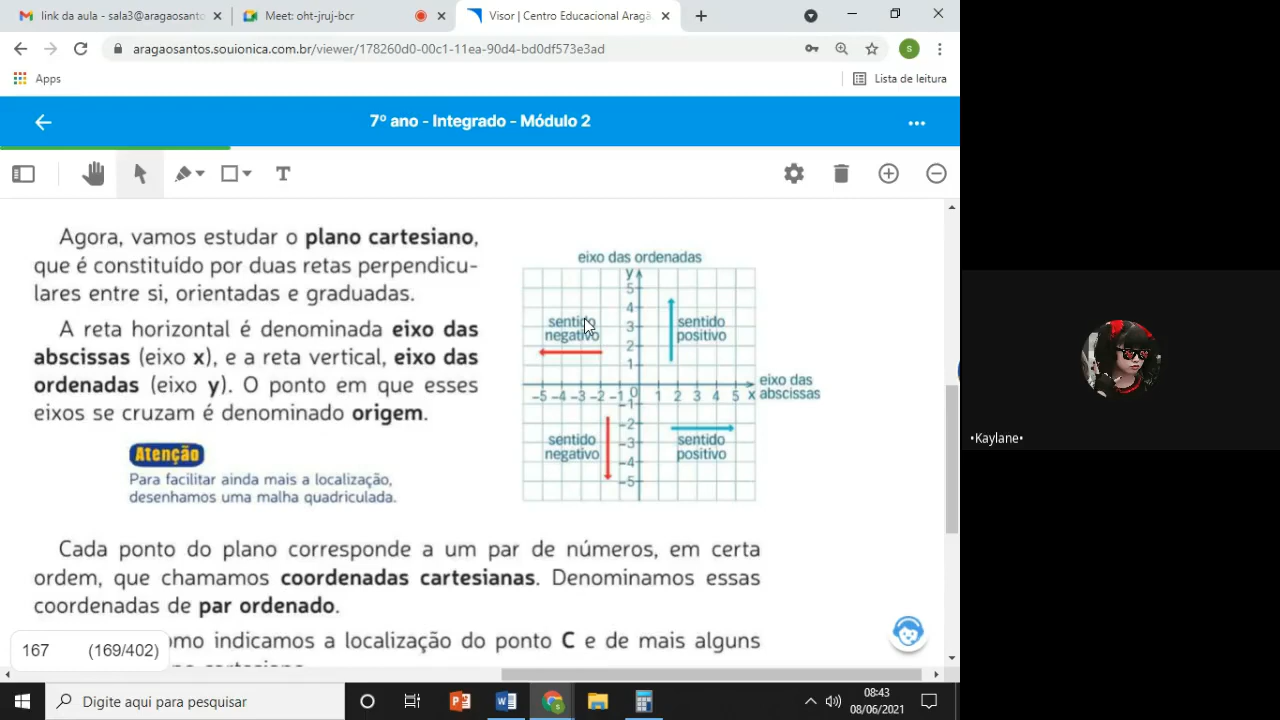 link da aula - sala3@aragaosant
Meet: oht-jruj-bcr
Visor | Centro Educacional Aragã
aragaosantos.souionica.com.br/viewer/178260d0-00c1-11ea-90d4-bd0df573e3ad
s
Apps
Lista de leitura
7º ano - Integrado - Módulo 2
T
Agora, vamos estudar o plano cartesiano,
que é constituído por duas retas perpendicu-
lares entre si, orientadas e graduadas.
A reta horizontal é denominada eixo das
abscissas (eixo x), e a reta vertical, eixo das
ordenadas (eixo y). O ponto em que esses
eixos se cruzam é denominado origem.
Atenção
Para facilitar ainda mais a localização,
desenhamos uma malha quadriculada.
eixo das ordenadas
y
5
4
sentido
negativo
3
sentido
positivo
2
1
eixo das
abscissas
-5 -4 -3 -2 -1 0 1 2 3 4 5 x
-1
-2
sentido
negativo
-3
sentido
positivo
-4
-5
Cada ponto do plano corresponde a um par de números, em certa
ordem, que chamamos coordenadas cartesianas. Denominamos essas
coordenadas de par ordenado.
omo indicamos a localização do ponto C e de mais alguns
167 (169/402)
•Kaylane•
Digite aqui para pesquisar
08:43
08/06/2021